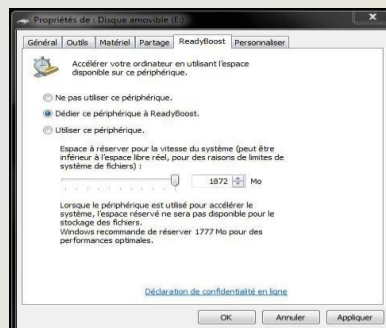 Propriétés de : Disque amovible (I:)
Général Outils Matériel Partage ReadyBoost Personnaliser
Accélérer votre ordinateur en utilisant l'espace
disponible sur ce périphérique.
Ne pas utiliser ce périphérique.
Dédier ce périphérique à ReadyBoost.
Utiliser ce périphérique.
Espace à réserver pour la vitesse du système (peut être
inférieur à l'espace libre réel, pour des raisons de limites de
système de fichiers) :
1872 Mo
Lorsque le périphérique est utilisé pour accélérer le
système, l'espace réservé ne sera pas disponible pour le
stockage des fichiers.
Windows recommande de réserver 1777 Mo pour des
performances optimales.
Déclaration de confidentialité en ligne
OK Annuler Appliquer